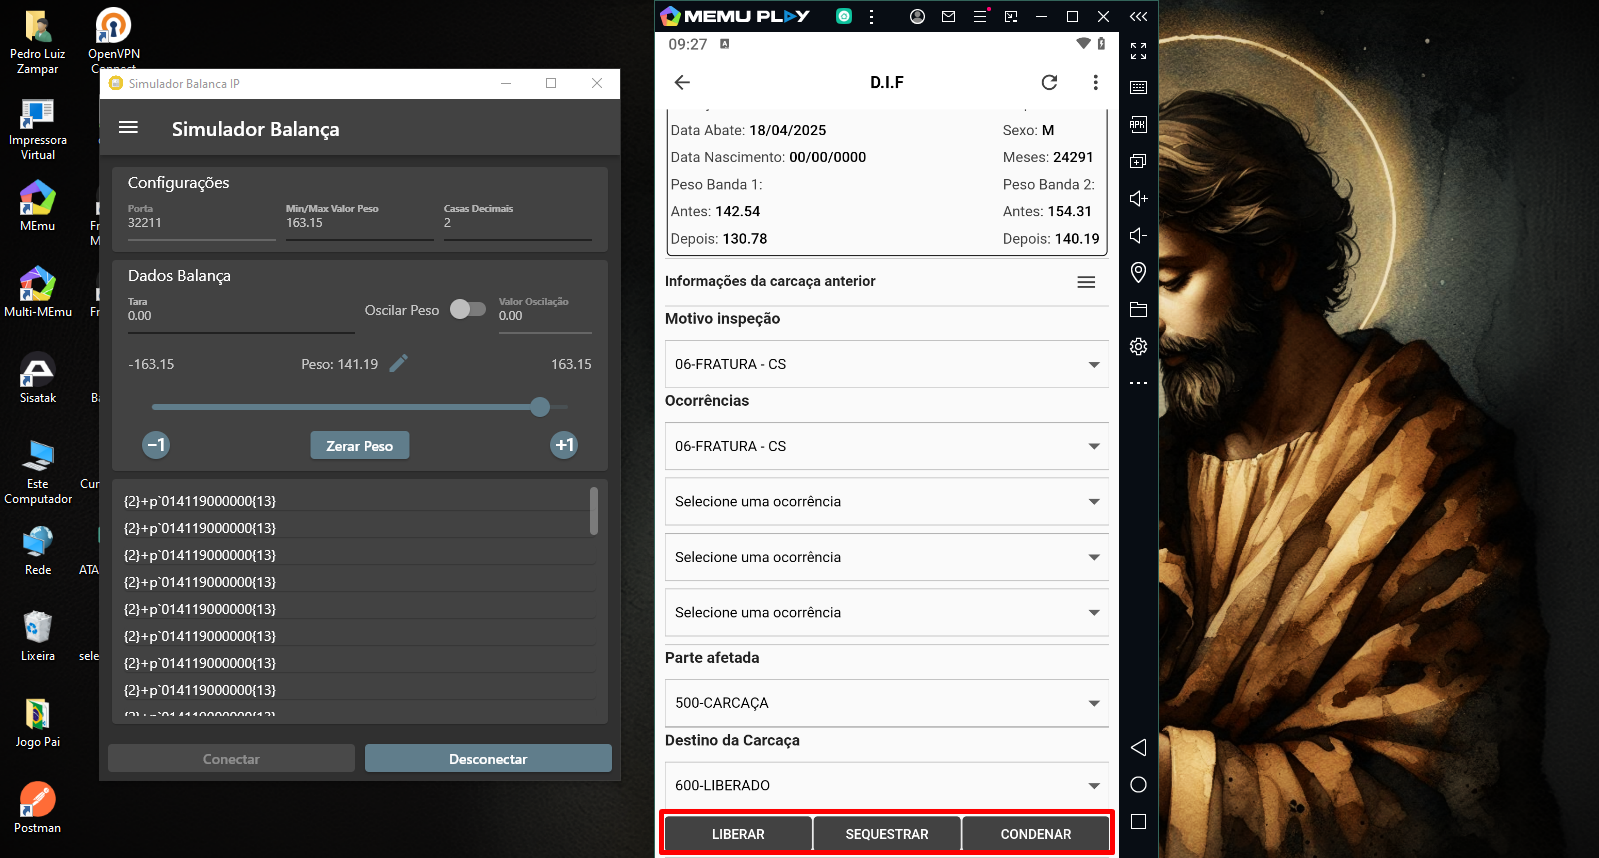 Pedro Luiz
Zampar
OpenVPN
Connect
Impressora
Virtual
MEmu
Multi-MEmu
Sisatak
Este
Computador
Rede
Lixeira
Jogo Pai
Postman
Fr
M
Fr
Ba
Cur
ATA
sele
Simulador Balanca IP
Simulador Balança
Configurações
Porta
32211
Min/Max Valor Peso
163.15
Casas Decimais
2
Dados Balança
Tara
0.00
Oscilar Peso
Valor Oscilação
0.00
-163.15
Peso: 141.19
163.15
−1
Zerar Peso
+1
{2}+p`014119000000{13}
{2}+p`014119000000{13}
{2}+p`014119000000{13}
{2}+p`014119000000{13}
{2}+p`014119000000{13}
{2}+p`014119000000{13}
{2}+p`014119000000{13}
{2}+p`014119000000{13}
{2}+p`014119000000{13}
Conectar
Desconectar
MEMU PLAY
09:27
A
D.I.F
Data Abate: 18/04/2025
Sexo: M
Data Nascimento: 00/00/0000
Meses: 24291
Peso Banda 1:
Peso Banda 2:
Antes: 142.54
Antes: 154.31
Depois: 130.78
Depois: 140.19
Informações da carcaça anterior
Motivo inspeção
06-FRATURA - CS
Ocorrências
06-FRATURA - CS
Selecione uma ocorrência
Selecione uma ocorrência
Selecione uma ocorrência
Parte afetada
500-CARCAÇA
Destino da Carcaça
600-LIBERADO
LIBERAR
SEQUESTRAR
CONDENAR
APK